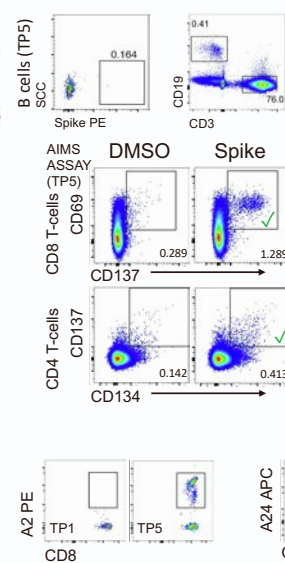 B cells (TP5)
SCC
0.164
Spike PE
0.41
CD19
76.0
CD3
AIMS
ASSAY
(TP5)
DMSO
Spike
CD8 T-cells
CD69
0.289
1.289
CD137
CD4 T-cells
CD137
0.142
0.413
CD134
A2 PE
TP1
TP5
CD8
A24 APC